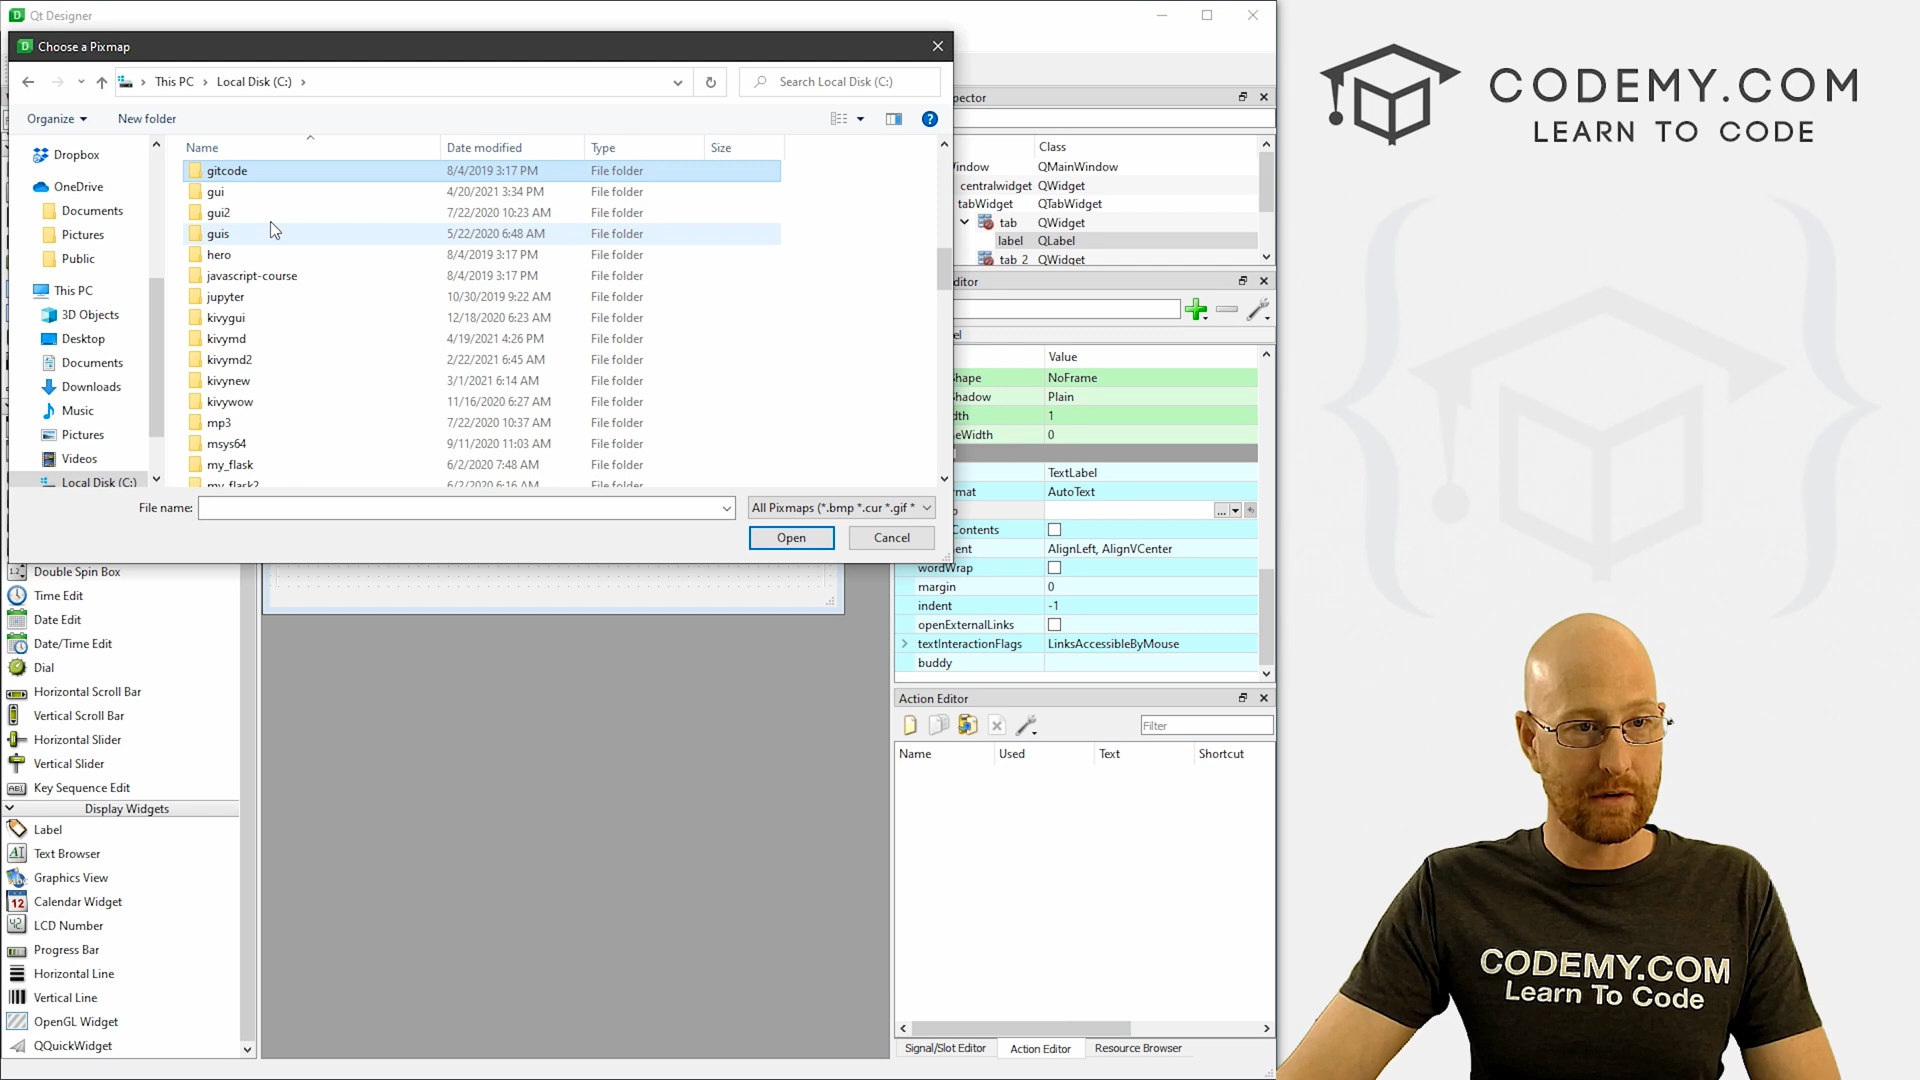 Qt Designer
Choose a Pixmap
This PC
Local Disk (C:)
Search Local Disk (C:)
Organize
New folder
Name
Date modified
Type
Size
Dropbox
OneDrive
Documents
Pictures
Public
This PC
3D Objects
Desktop
Documents
Downloads
Music
Pictures
Videos
Local Disk (C:)
gitcode 8/4/2019 3:17 PM File folder
gui 4/20/2021 3:34 PM File folder
gui2 7/22/2020 10:23 AM File folder
guis 5/22/2020 6:48 AM File folder
hero 8/4/2019 3:17 PM File folder
javascript-course 8/4/2019 3:17 PM File folder
jupyter 10/30/2019 9:22 AM File folder
kivygui 12/18/2020 6:23 AM File folder
kivymd 4/19/2021 4:26 PM File folder
kivymd2 2/22/2021 6:45 AM File folder
kivynew 3/1/2021 6:14 AM File folder
kivywow 11/16/2020 6:27 AM File folder
mp3 7/22/2020 10:37 AM File folder
msys64 9/11/2020 11:03 AM File folder
my_flask 6/2/2020 7:48 AM File folder
my_flask2 6/2/2020 6:16 AM File folder
File name:
All Pixmaps (*.bmp *.cur *.gif *
Open
Cancel
Double Spin Box
Time Edit
Date Edit
Date/Time Edit
Dial
Horizontal Scroll Bar
Vertical Scroll Bar
Horizontal Slider
Vertical Slider
Key Sequence Edit
Display Widgets
Label
Text Browser
Graphics View
Calendar Widget
LCD Number
Progress Bar
Horizontal Line
Vertical Line
OpenGL Widget
QQuickWidget
pector
Class
indow QMainWindow
centralwidget QWidget
tabWidget QTabWidget
tab QWidget
label QLabel
tab 2 QWidget
ditor
el
Value
Shape NoFrame
hadow Plain
dth 1
eWidth 0
TextLabel
rmat AutoText
...
Contents
ent AlignLeft, AlignVCenter
wordWrap
margin 0
indent -1
openExternalLinks
textInteractionFlags LinksAccessibleByMouse
buddy
Action Editor
Filter
Name Used Text Shortcut
Signal/Slot Editor
Action Editor
Resource Browser
CODEMY.COM
LEARN TO CODE
CODEMY.COM
Learn To Code